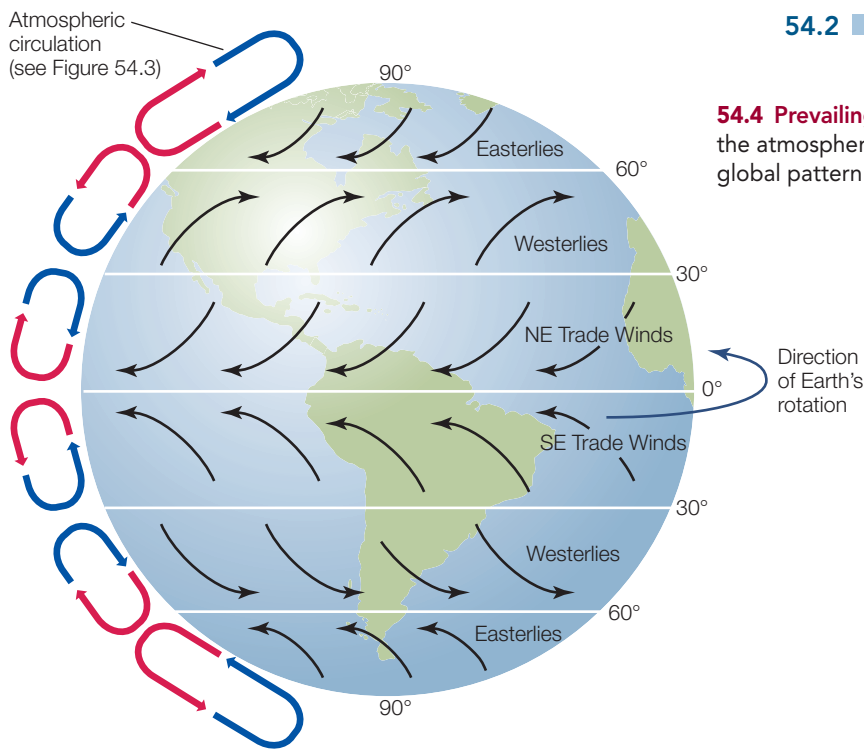 Atmospheric
circulation
(see Figure 54.3)
54.2
54.4 Prevailing
the atmospher
global pattern
90°
Easterlies
60°
Westerlies
30°
NE Trade Winds
Direction
of Earth's
rotation
0°
SE Trade Winds
30°
Westerlies
60°
Easterlies
90°